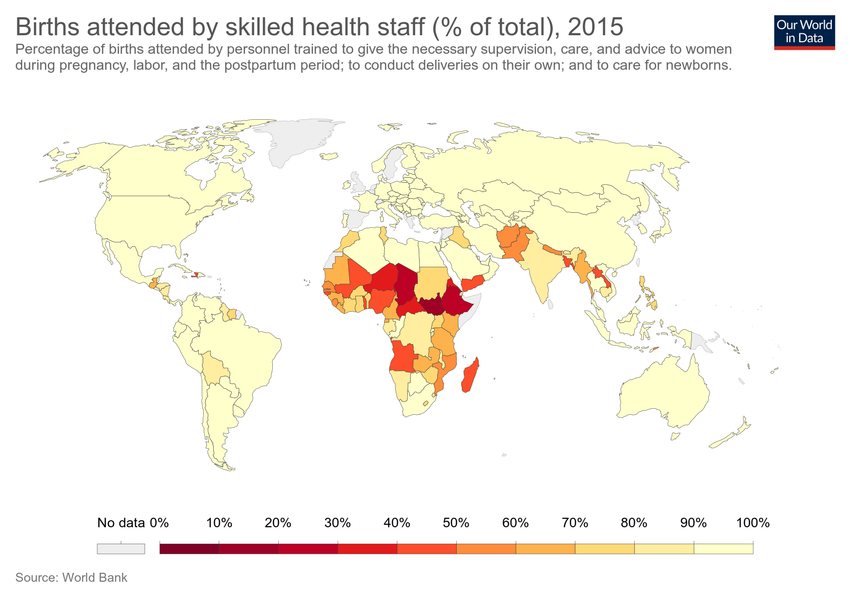 Births attended by skilled health staff (% of total), 2015
Our World
in Data
Percentage of births attended by personnel trained to give the necessary supervision, care, and advice to women
during pregnancy, labor, and the postpartum period; to conduct deliveries on their own; and to care for newborns.
No data 0% 10% 20% 30% 40% 50% 60% 70% 80% 90% 100%
Source: World Bank